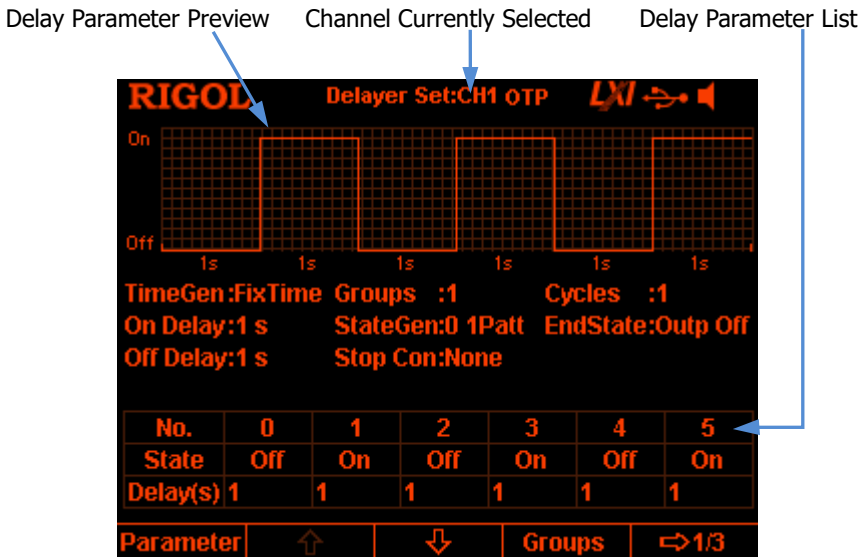 Delay Parameter Preview Channel Currently Selected Delay Parameter List
RIGOL Delayer Set:CH1 OTP LXI
On
Off
1s 1s 1s 1s 1s 1s
TimeGen:FixTime Groups :1 Cycles :1
On Delay:1 s StateGen:0 1Patt EndState:Outp Off
Off Delay:1 s Stop Con:None
No. 0 1 2 3 4 5
State Off On Off On Off On
Delay(s) 1 1 1 1 1 1
Parameter Groups 1/3